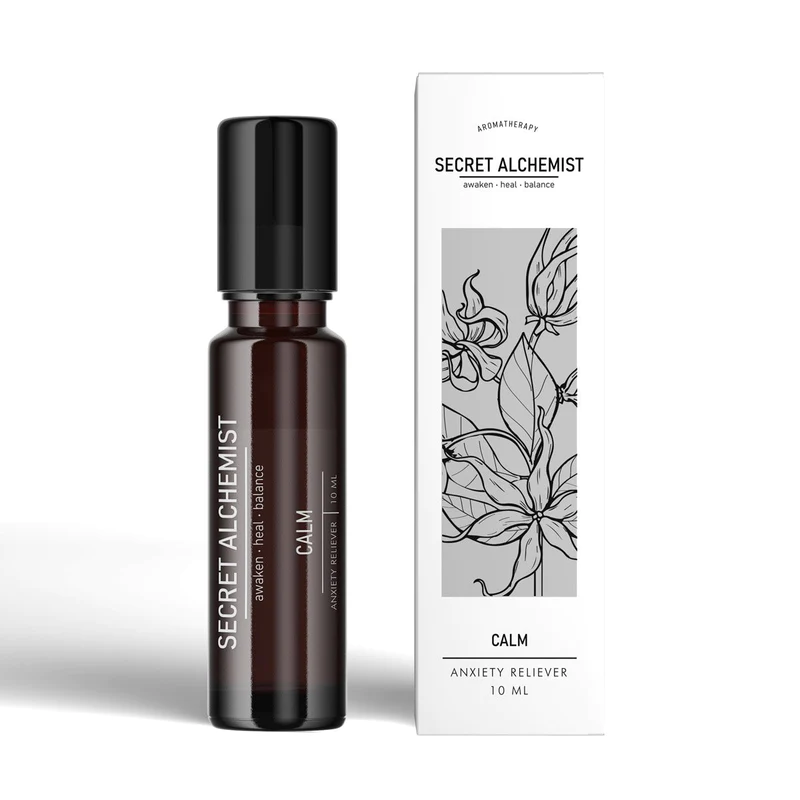 SECRET ALCHEMIST
awaken · heal · balance
CALM
ANXIETY RELIEVER | 10 ML
AROMATHERAPY
SECRET ALCHEMIST
awaken · heal · balance
CALM
ANXIETY RELIEVER
10 ML